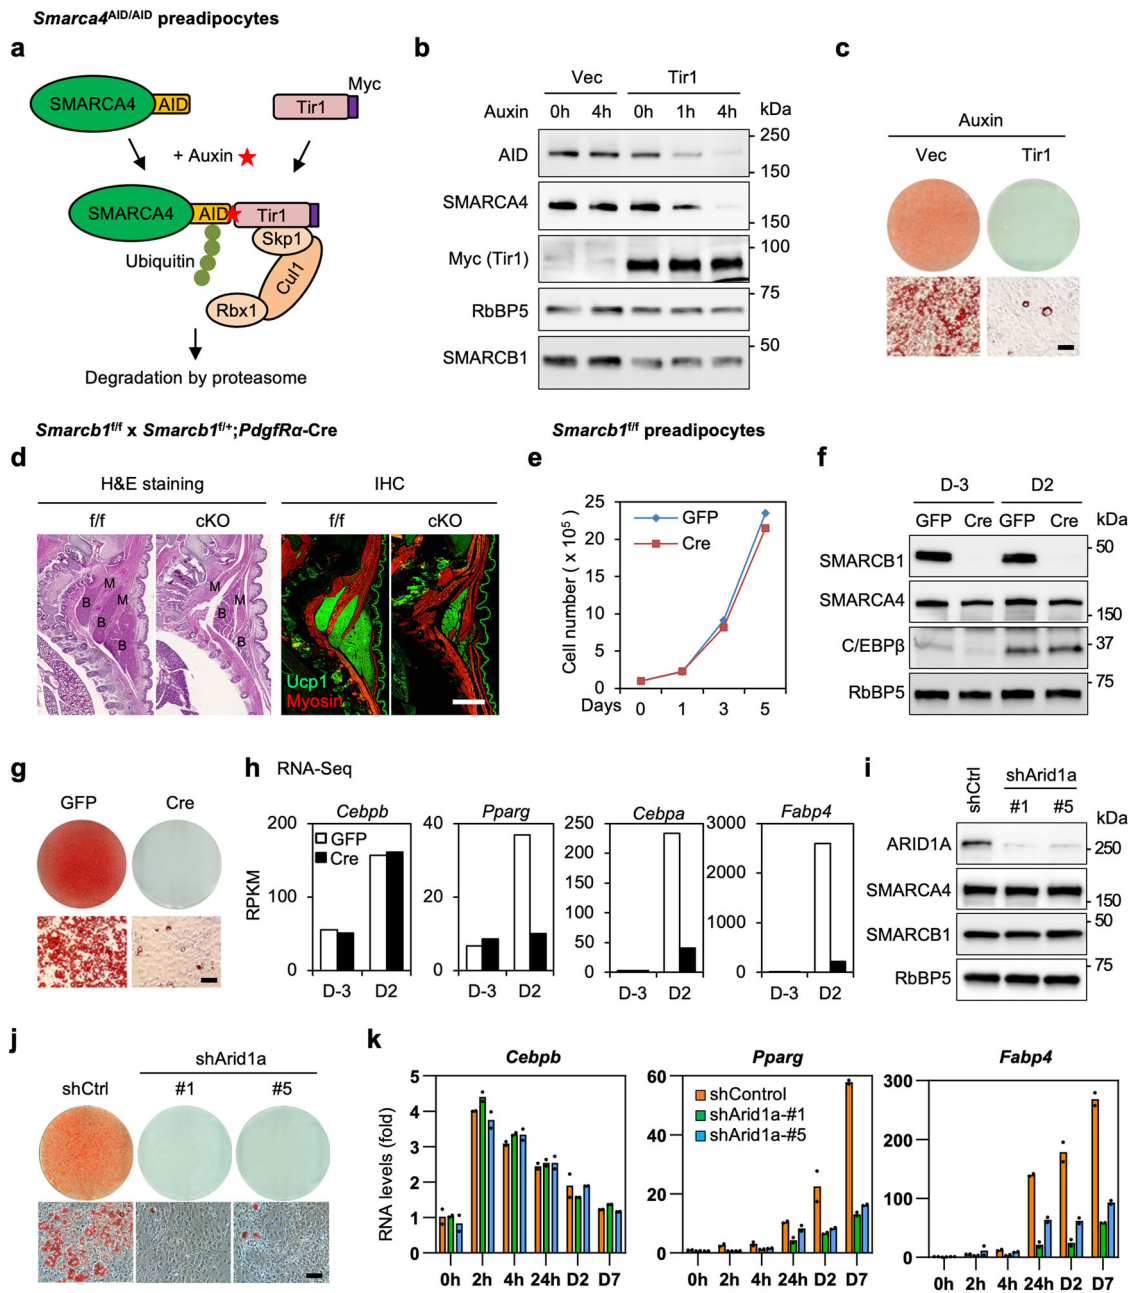 Smarca4AID/AID preadipocytes
a
SMARCA4
AID
Tir1
Myc
+ Auxin
SMARCA4
AID
Tir1
Skp1
Ubiquitin
Cul1
Rbx1
Degradation by proteasome
b
Vec Tir1
Auxin 0h 4h 0h 1h 4h kDa
AID
250
150
SMARCA4
150
Myc (Tir1)
100
RbBP5
75
SMARCB1
50
c
Auxin
Vec Tir1
Smarcb1f/f x Smarcb1f/+;PdgfRα-Cre
d
H&E staining IHC
f/f cKO f/f cKO
M
B
M
B
B
M
M
B
B
Ucp1
Myosin
Smarcb1f/f preadipocytes
e
Cell number ( x 10⁵ )
25
20
15
10
5
0
GFP
Cre
Days 0 1 3 5
f
D-3 D2
GFP Cre GFP Cre kDa
SMARCB1
50
SMARCA4
150
C/EBPβ
37
RbBP5
75
g
GFP Cre
h RNA-Seq
RPKM
Cebpb
200
100
0
GFP
Cre
D-3 D2
Pparg
40
20
0
D-3 D2
Cebpa
250
200
150
100
50
0
D-3 D2
Fabp4
3000
2000
1000
0
D-3 D2
i
shCtrl
shArid1a
#1 #5
kDa
ARID1A
250
SMARCA4
150
SMARCB1
50
RbBP5
75
j
shArid1a
shCtrl #1 #5
k
RNA levels (fold)
Cebpb
5
4
3
2
1
0
0h 2h 4h 24h D2 D7
Pparg
60
40
20
0
shControl
shArid1a-#1
shArid1a-#5
0h 2h 4h 24h D2 D7
Fabp4
300
200
100
0
0h 2h 4h 24h D2 D7